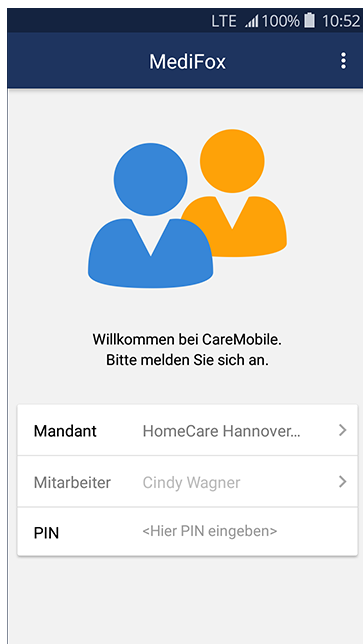 LTE 100% 10:52
MediFox
Willkommen bei CareMobile.
Bitte melden Sie sich an.
Mandant HomeCare Hannover...
Mitarbeiter Cindy Wagner
PIN <Hier PIN eingeben>